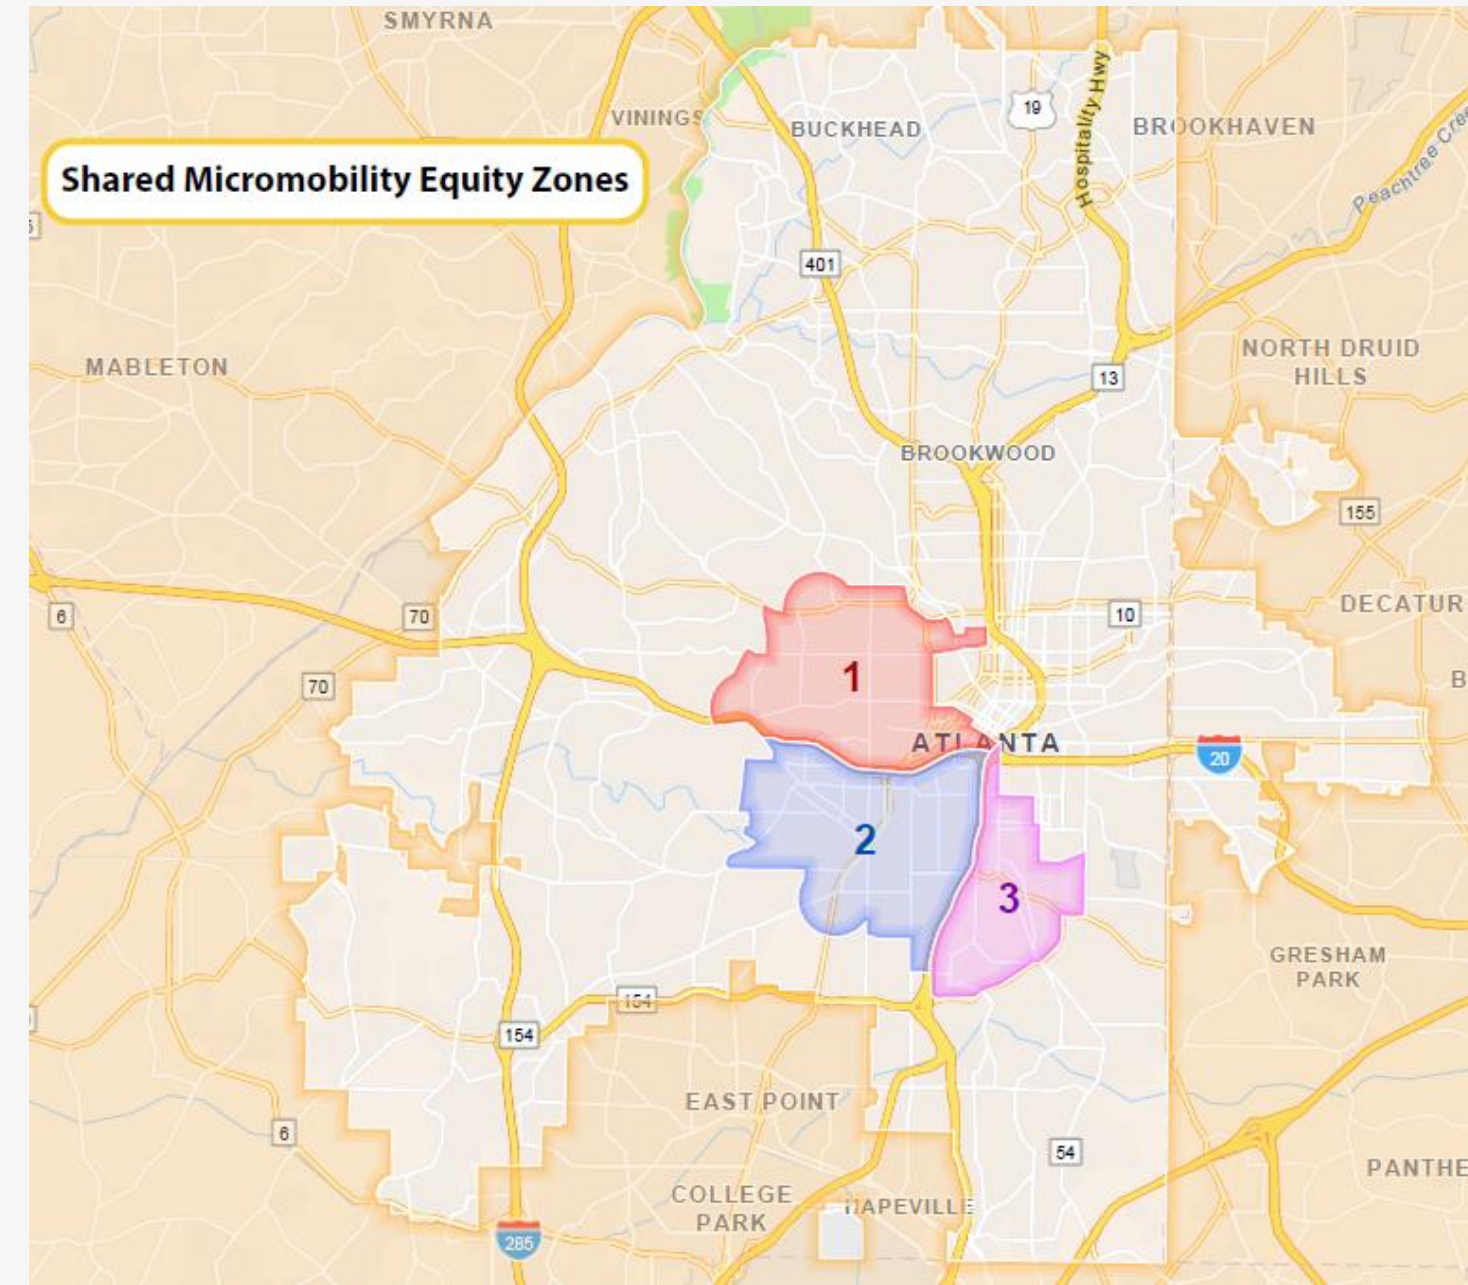 SMYRNA
VININGS
BUCKHEAD
19
Hospitality Hwy
BROOKHAVEN
Shared Micromobility Equity Zones
401
MABLETON
13
NORTH DRUID
HILLS
BROOKWOOD
155
6
70
10
DECATUR
70
1
ATLANTA
20
2
3
GRESHAM
PARK
154
154
EAST POINT
6
54
PANTHE
COLLEGE
PARK
HAPEVILLE
285
B
Peachtree Cree